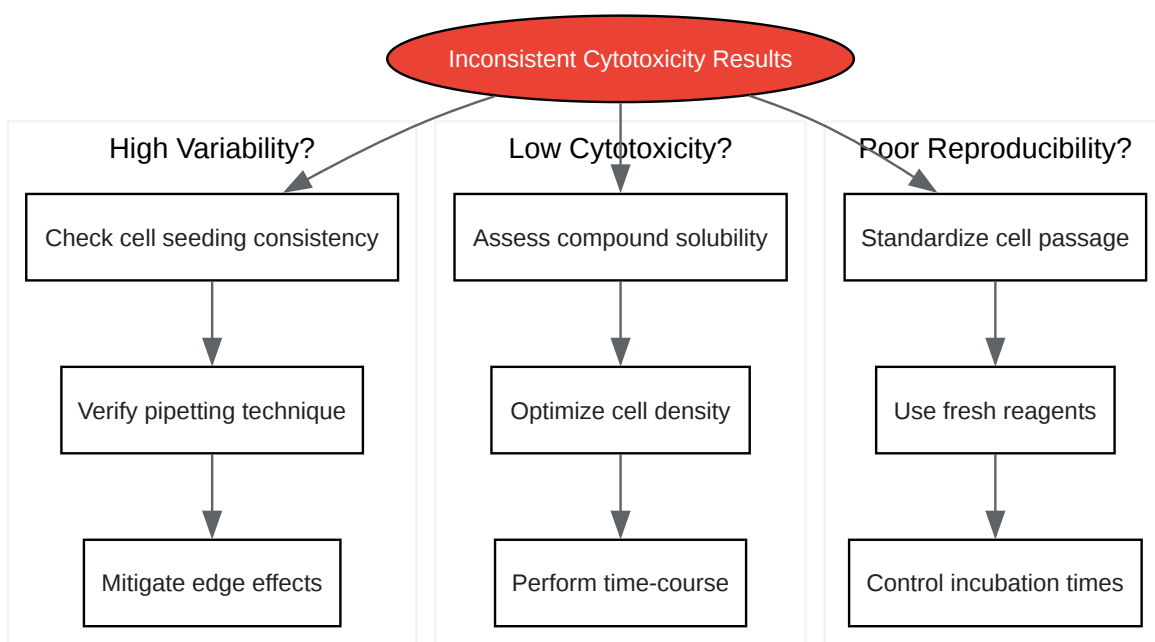 Inconsistent Cytotoxicity Results
High Variability?
Check cell seeding consistency
Verify pipetting technique
Mitigate edge effects
Low Cytotoxicity?
Assess compound solubility
Optimize cell density
Perform time-course
Poor Reproducibility?
Standardize cell passage
Use fresh reagents
Control incubation times